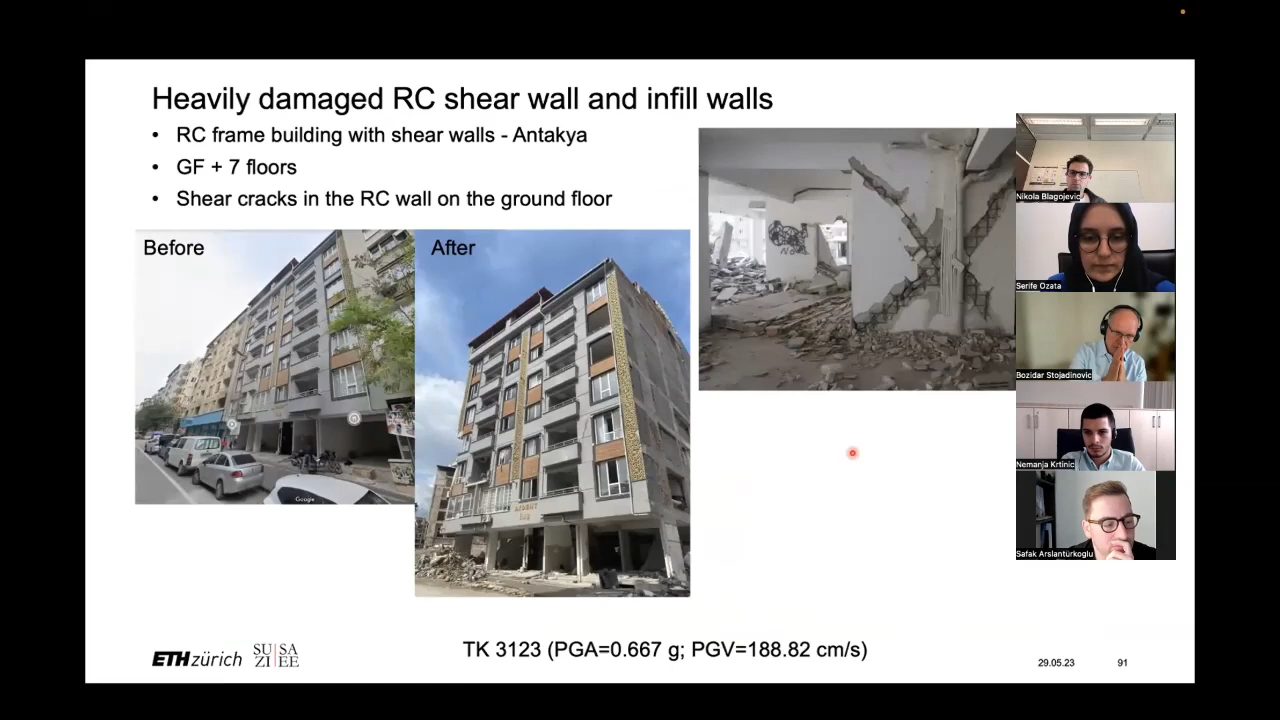 Heavily damaged RC shear wall and infill walls
• RC frame building with shear walls - Antakya
• GF + 7 floors
• Shear cracks in the RC wall on the ground floor
Before
After
Google
Nikola Blagojevic
Serife Ozata
Bozidar Stojadinovic
Nemanja Krtinic
Safak Arslantürkoglu
TK 3123 (PGA=0.667 g; PGV=188.82 cm/s)
ETH zürich
SU|SA
ZI|EE
29.05.23
91